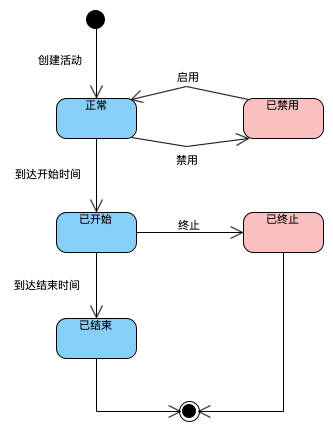 创建活动
启用
正常
已禁用
禁用
到达开始时间
已开始
终止
已终止
到达结束时间
已结束